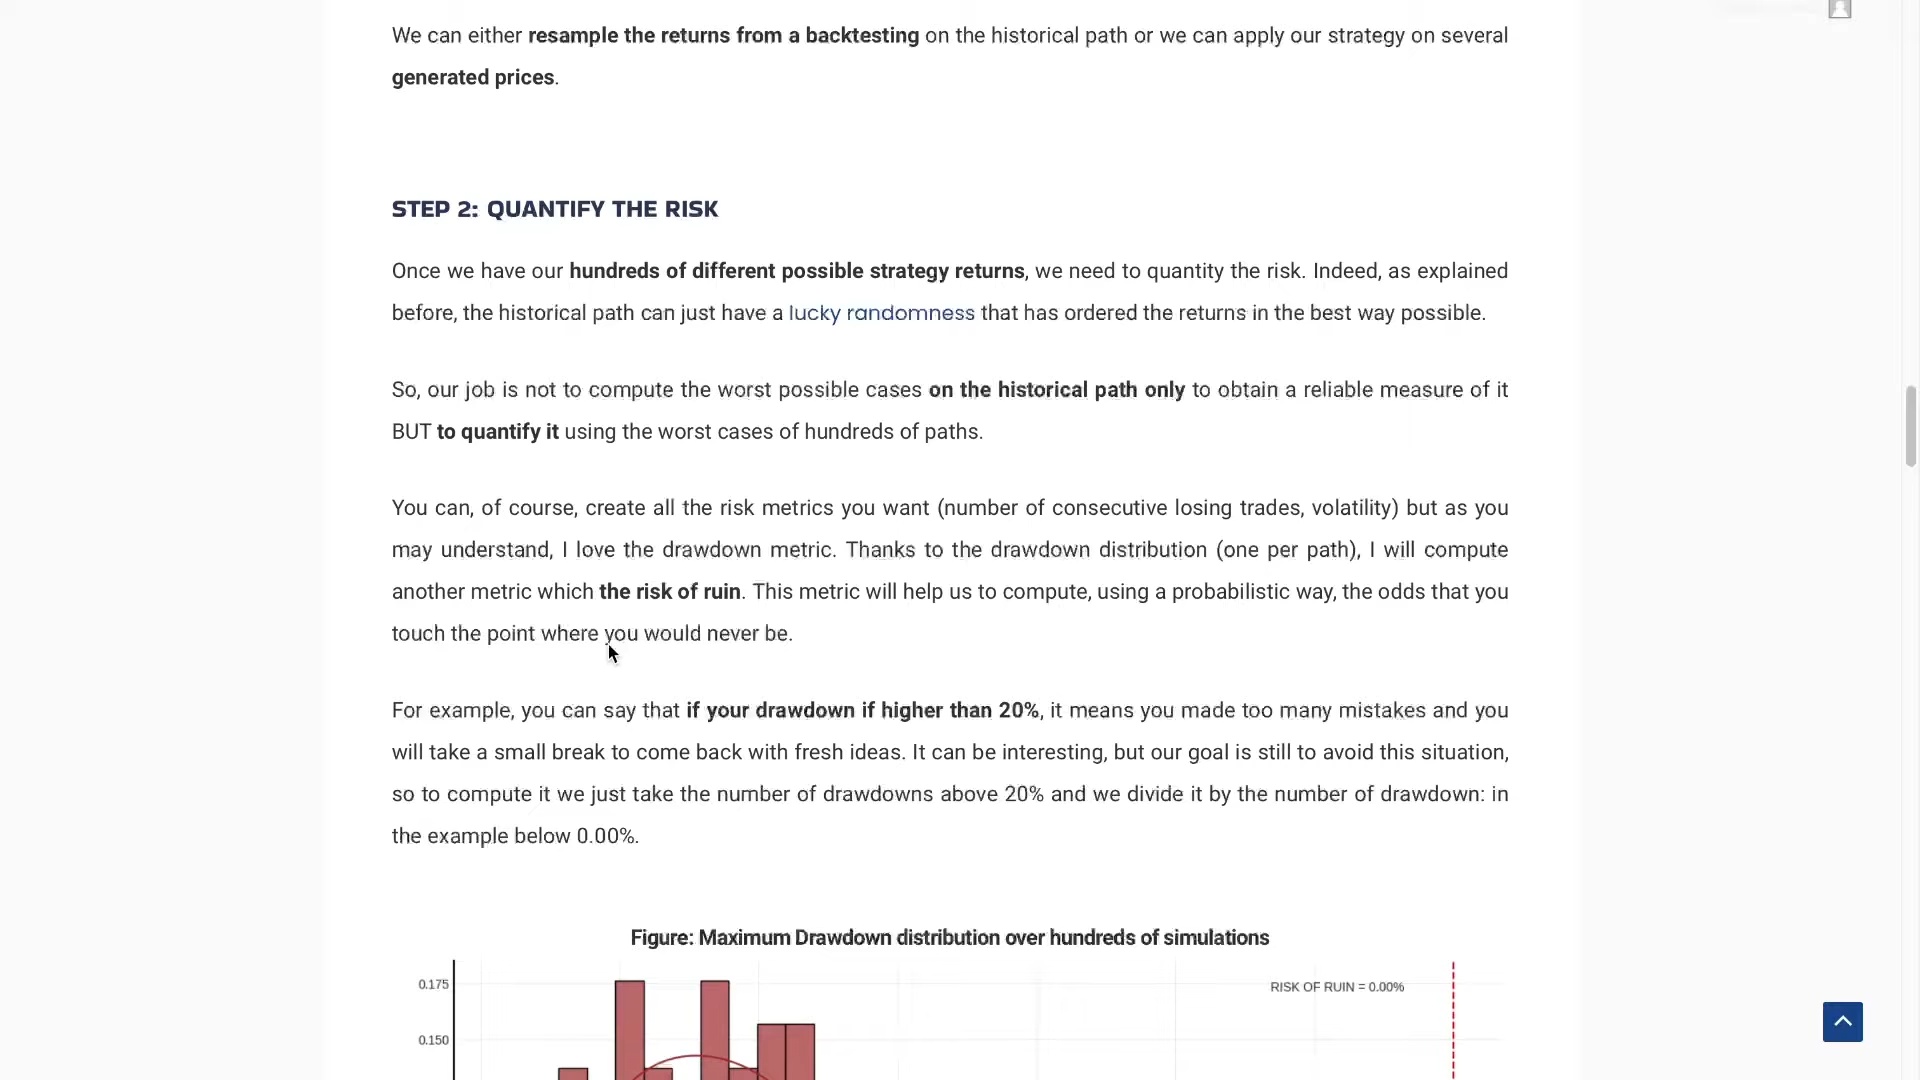 We can either resample the returns from a backtesting on the historical path or we can apply our strategy on several
generated prices.
STEP 2: QUANTIFY THE RISK
Once we have our hundreds of different possible strategy returns, we need to quantity the risk. Indeed, as explained
before, the historical path can just have a lucky randomness that has ordered the returns in the best way possible.
So, our job is not to compute the worst possible cases on the historical path only to obtain a reliable measure of it
BUT to quantify it using the worst cases of hundreds of paths.
You can, of course, create all the risk metrics you want (number of consecutive losing trades, volatility) but as you
may understand, I love the drawdown metric. Thanks to the drawdown distribution (one per path), I will compute
another metric which the risk of ruin. This metric will help us to compute, using a probabilistic way, the odds that you
touch the point where you would never be.
For example, you can say that if your drawdown if higher than 20%, it means you made too many mistakes and you
will take a small break to come back with fresh ideas. It can be interesting, but our goal is still to avoid this situation,
so to compute it we just take the number of drawdowns above 20% and we divide it by the number of drawdown: in
the example below 0.00%.
Figure: Maximum Drawdown distribution over hundreds of simulations
0.175
RISK OF RUIN = 0.00%
0.150